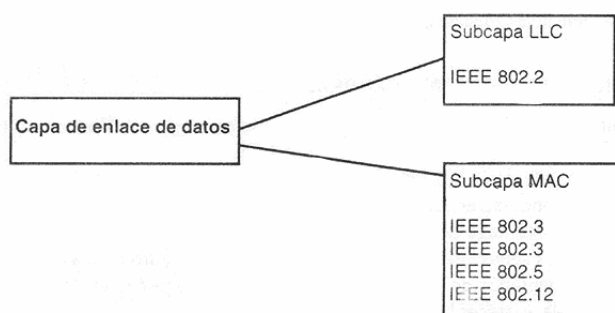 Subcapa LLC
IEEE 802.2
Capa de enlace de datos
Subcapa MAC
IEEE 802.3
IEEE 802.3
IEEE 802.5
IEEE 802.12